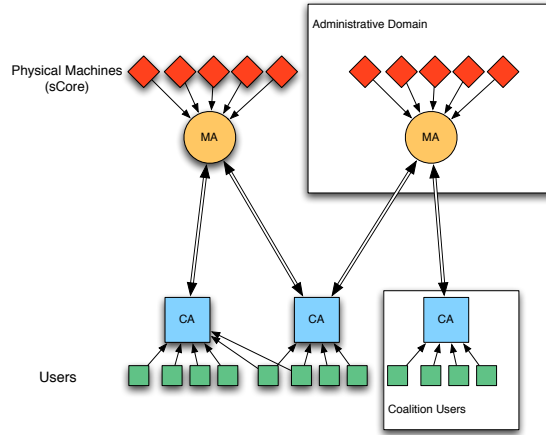 Administrative Domain
Physical Machines
(sCore)
MA
MA
CA
CA
CA
Users
Coalition Users